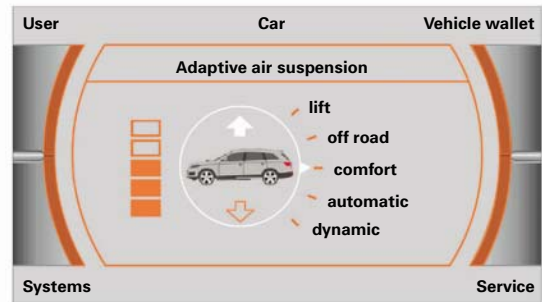 User Car Vehicle wallet
Adaptive air suspension
lift
off road
comfort
automatic
dynamic
Systems Service